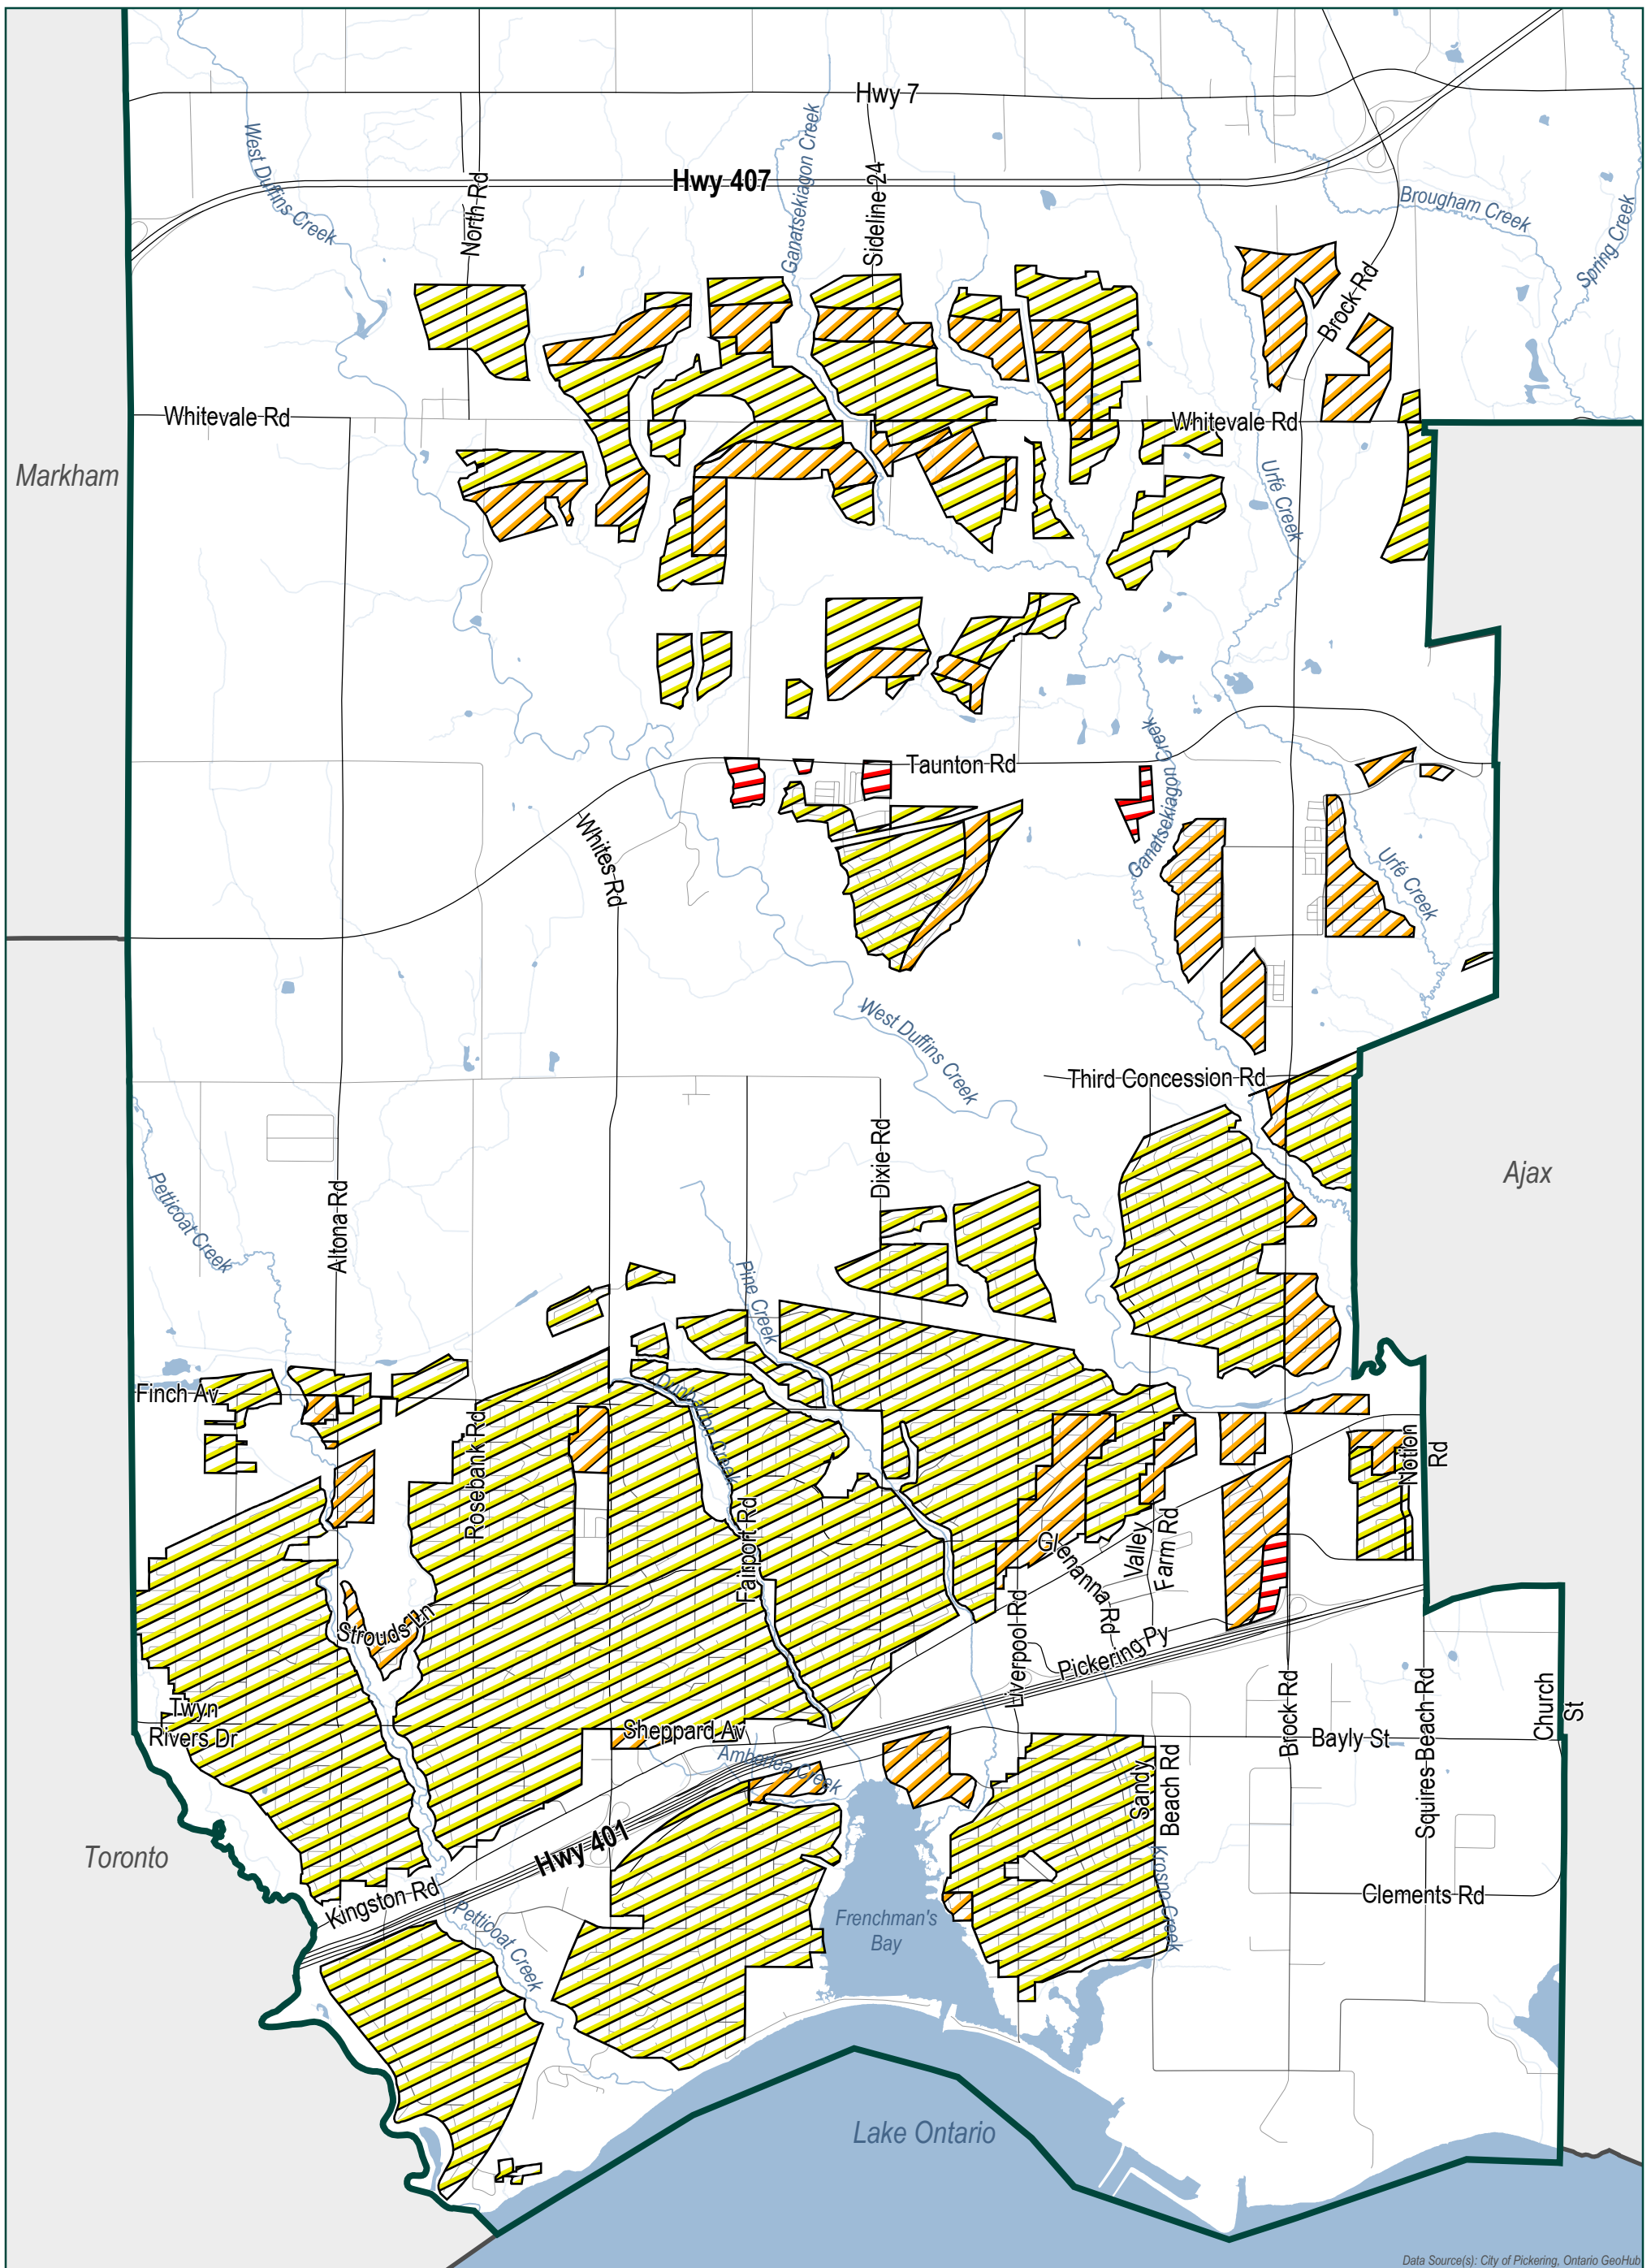 Hwy 7
West Duffins Creek
Ganatsekiagon Creek
Hwy 407
North Rd
Sideline 24
Brougham Creek
Spring Creek
Brock Rd
Whitevale Rd
Whitevale Rd
Markham
Urfé Creek
Taunton Rd
Ganatsekiagon Creek
Whites Rd
Urfé Creek
West Duffins Creek
Third Concession Rd
Dixie Rd
Ajax
Petticoat Creek
Altona Rd
Pine Creek
Finch Av
Dunbarton Creek
Rosebank Rd
Notion
Rd
Fairport Rd
Glenanna Rd
Valley
Farm Rd
Strouds Ln
Liverpool Rd
Pickering Py
Twyn
Rivers Dr
Sheppard Av
Amberlea Creek
Brock Rd
Bayly St
Squires Beach Rd
Church
St
Sandy
Beach Rd
Toronto
Hwy 401
Kingston Rd
Petticoat Creek
Krosno Creek
Clements Rd
Frenchman's
Bay
Lake Ontario
Data Source(s): City of Pickering, Ontario GeoHub